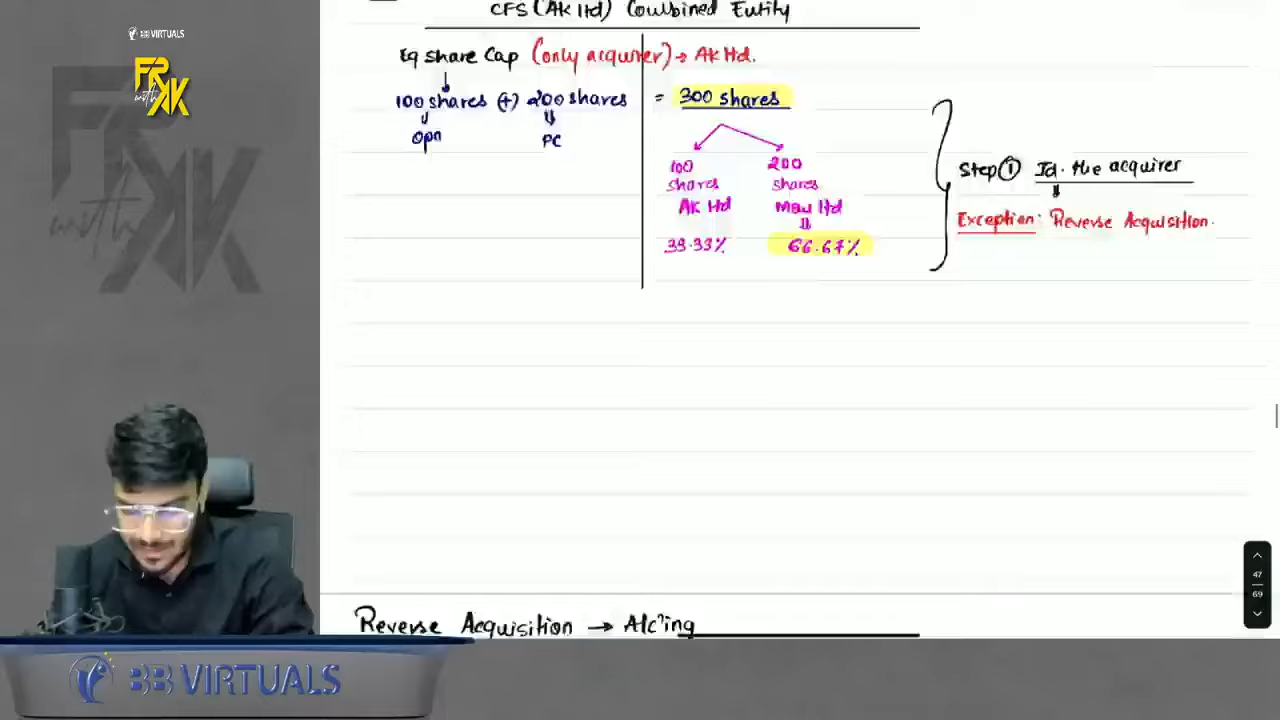 BB VIRTUALS
FR with KK
CFS (AK ltd) Combined Entity
Eq share Cap (only acquirer) → AK Ltd.
100 shares (+) 200 shares = 300 shares
Opn PC
100 shares AK Ltd
33.33%
200 shares Mau ltd
66.67%
Step ① Id. the acquirer
Exception: Reverse Acquisition.
47
69
Reverse Acquisition → A/c'ing
BB VIRTUALS